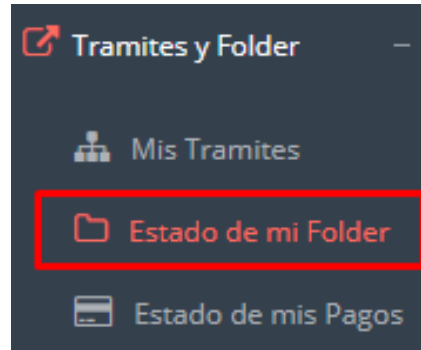 Tramites y Folder
Mis Tramites
Estado de mi Folder
Estado de mis Pagos